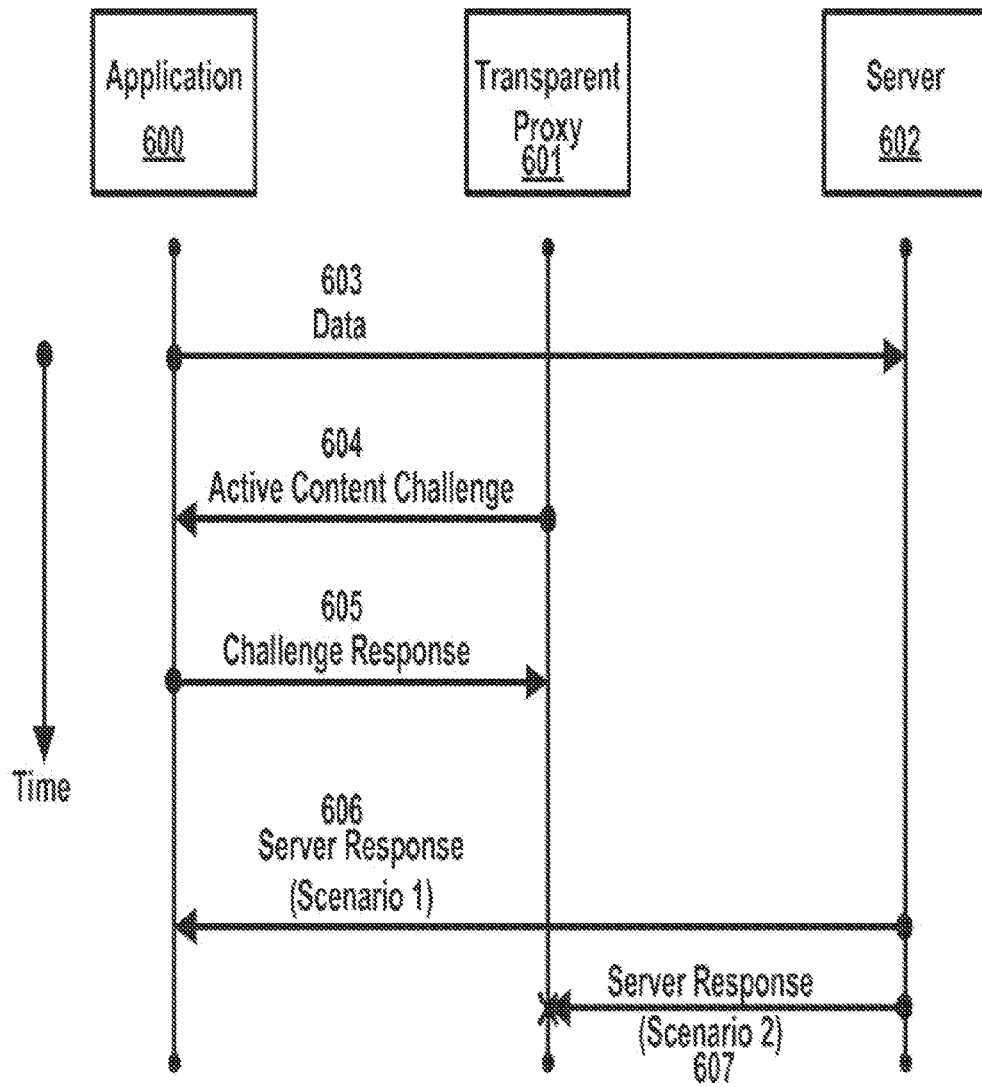 Application
600
Transparent
Proxy
601
Server
602
603
Data
604
Active Content Challenge
605
Challenge Response
Time
606
Server Response
(Scenario 1)
Server Response
(Scenario 2)
607